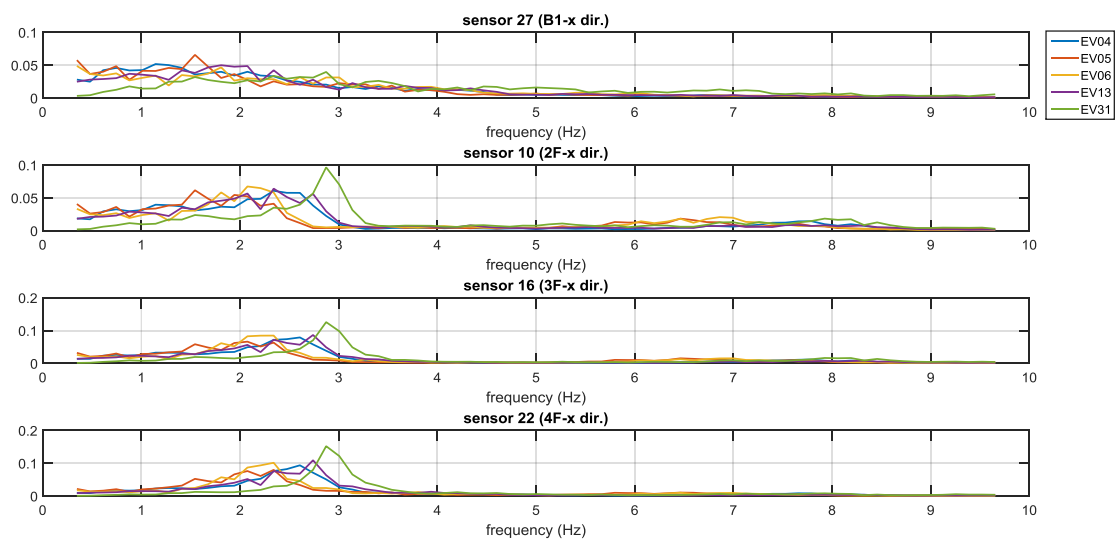 sensor 27 (B1-x dir.)
0.1
0.05
0
0 1 2 3 4 5 6 7 8 9 10
frequency (Hz)
EV04
EV05
EV06
EV13
EV31
sensor 10 (2F-x dir.)
0.1
0.05
0
0 1 2 3 4 5 6 7 8 9 10
frequency (Hz)
sensor 16 (3F-x dir.)
0.2
0.1
0
0 1 2 3 4 5 6 7 8 9 10
frequency (Hz)
sensor 22 (4F-x dir.)
0.2
0.1
0
0 1 2 3 4 5 6 7 8 9 10
frequency (Hz)